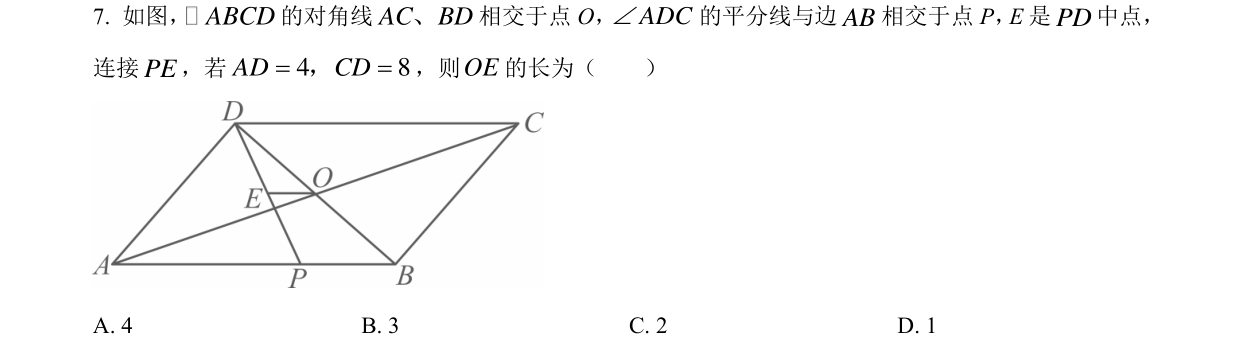 7. 如图，□ ABCD 的对角线 AC、BD 相交于点 O，∠ADC 的平分线与边 AB 相交于点 P，E 是 PD 中点，
连接 PE，若 AD = 4，CD = 8，则 OE 的长为（  ）
D
C
O
E
A
P
B
A. 4 B. 3 C. 2 D. 1